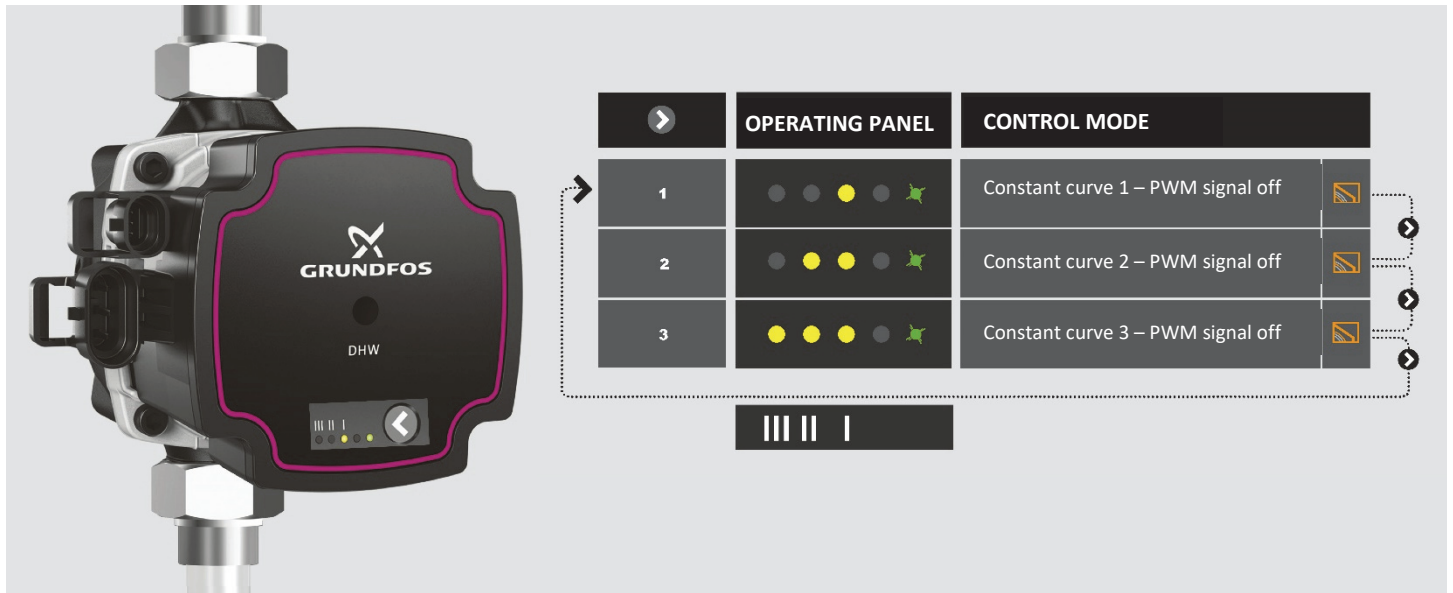 GRUNDFOS
DHW
III II I
OPERATING PANEL
CONTROL MODE
1
Constant curve 1 – PWM signal off
2
Constant curve 2 – PWM signal off
3
Constant curve 3 – PWM signal off
III II I